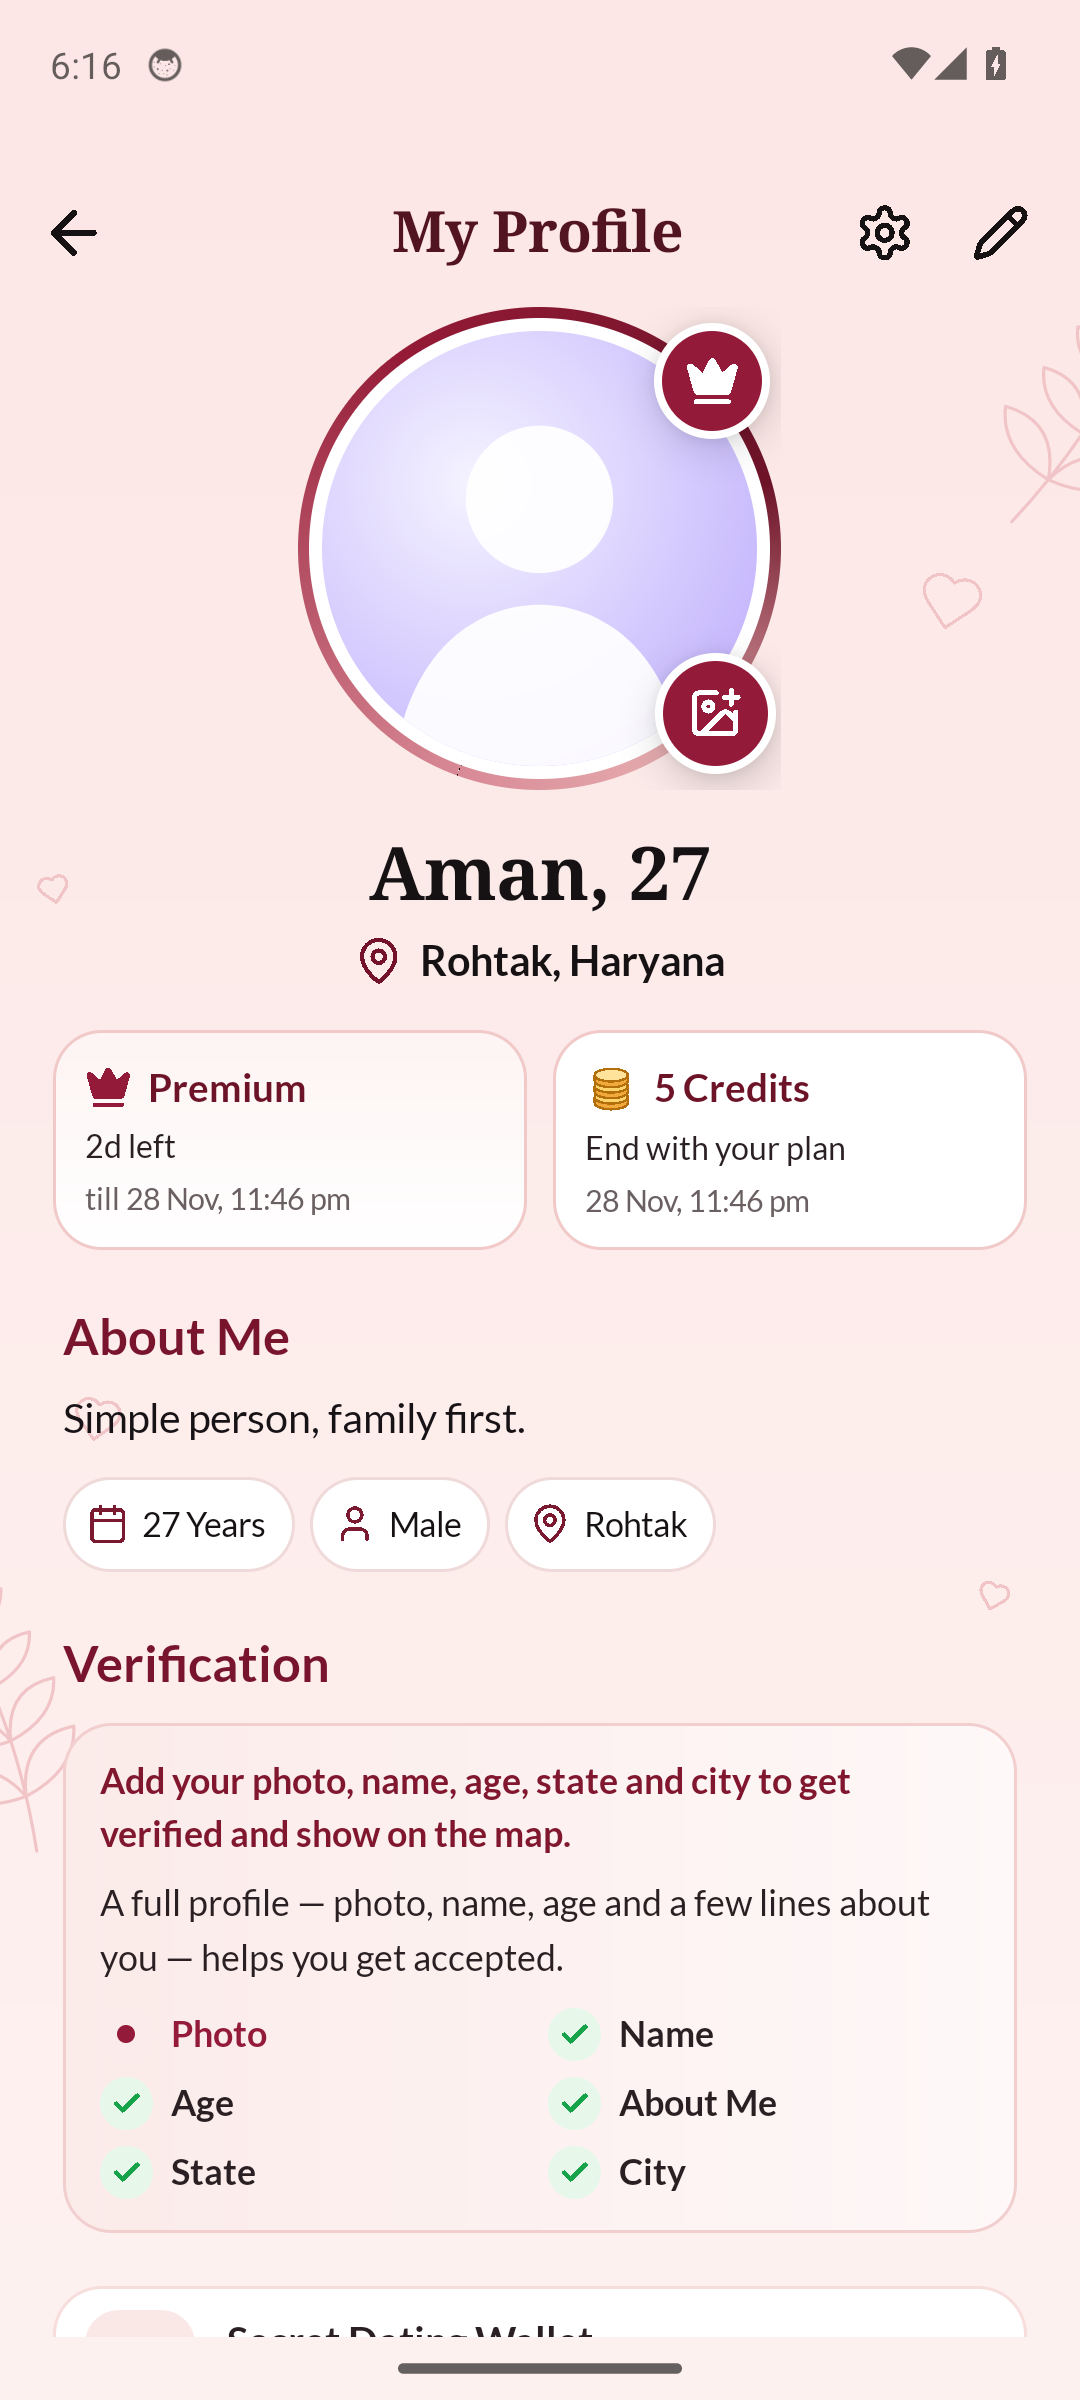 6:16
My Profile
Aman, 27
Rohtak, Haryana
Premium
2d left
till 28 Nov, 11:46 pm
5 Credits
End with your plan
28 Nov, 11:46 pm
About Me
Simple person, family first.
27 Years
Male
Rohtak
Verification
Add your photo, name, age, state and city to get
verified and show on the map.
A full profile — photo, name, age and a few lines about
you — helps you get accepted.
Photo
Name
Age
About Me
State
City
Secret Dating Wallet